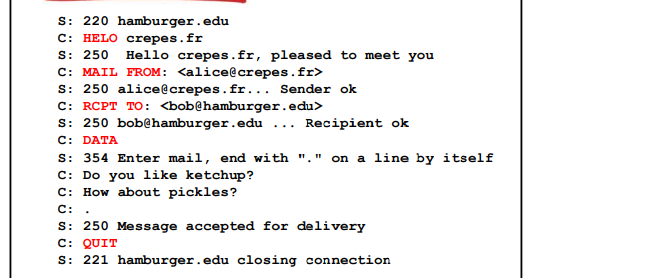 S: 220 hamburger.edu
C: HELO crepes.fr
S: 250  Hello crepes.fr, pleased to meet you
C: MAIL FROM: <alice@crepes.fr>
S: 250 alice@crepes.fr... Sender ok
C: RCPT TO: <bob@hamburger.edu>
S: 250 bob@hamburger.edu ... Recipient ok
C: DATA
S: 354 Enter mail, end with "." on a line by itself
C: Do you like ketchup?
C: How about pickles?
C: .
S: 250 Message accepted for delivery
C: QUIT
S: 221 hamburger.edu closing connection